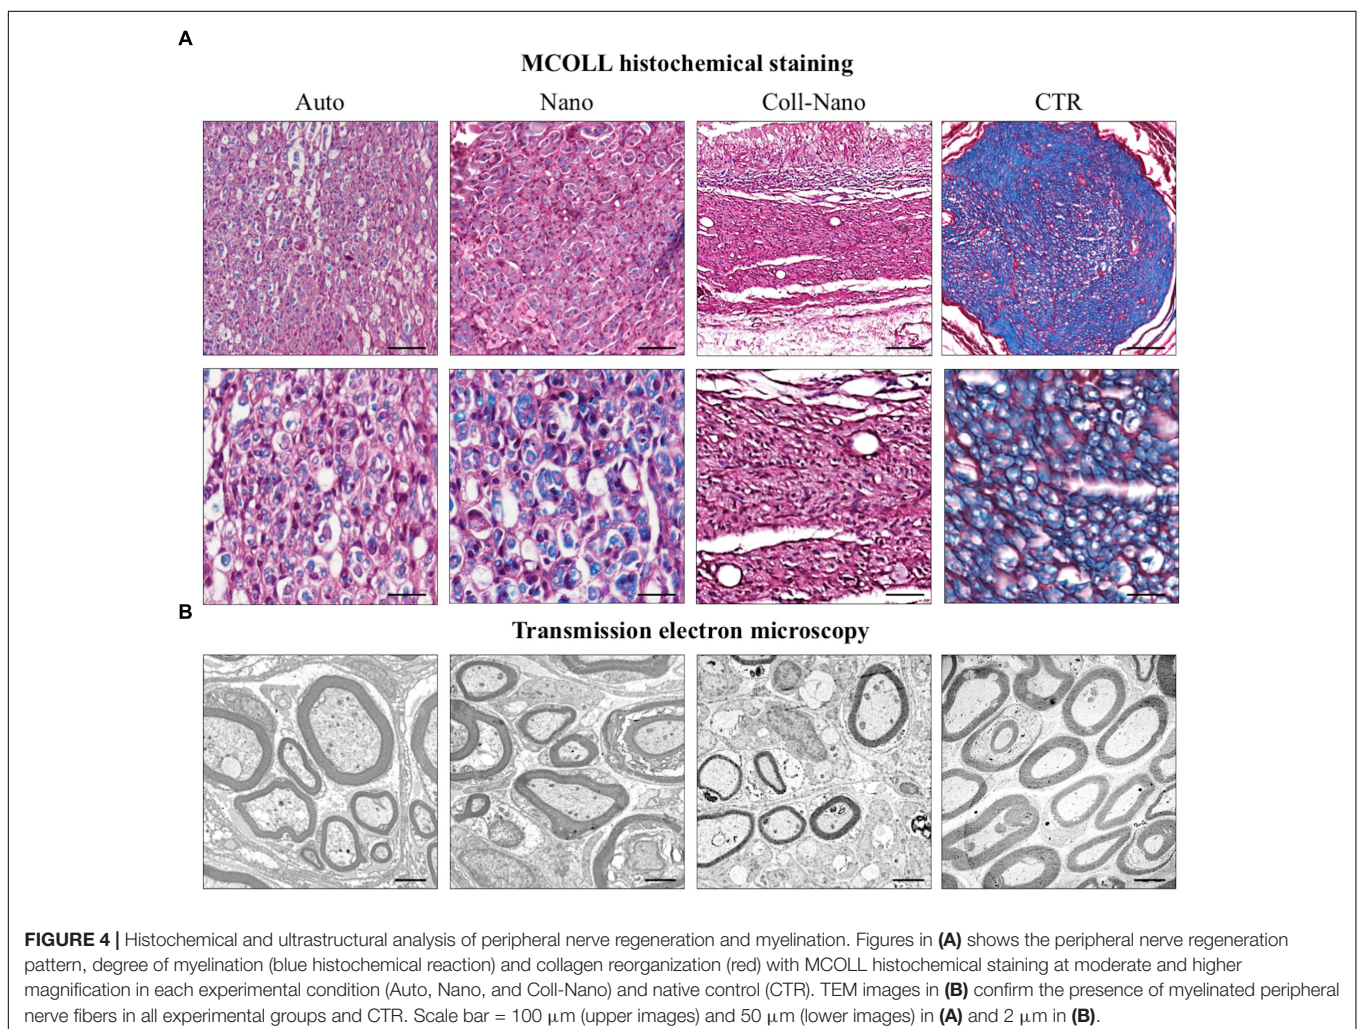 A
MCOLL histochemical staining
Auto
Nano
Coll-Nano
CTR
B
Transmission electron microscopy
FIGURE 4 | Histochemical and ultrastructural analysis of peripheral nerve regeneration and myelination. Figures in (A) shows the peripheral nerve regeneration
pattern, degree of myelination (blue histochemical reaction) and collagen reorganization (red) with MCOLL histochemical staining at moderate and higher
magnification in each experimental condition (Auto, Nano, and Coll-Nano) and native control (CTR). TEM images in (B) confirm the presence of myelinated peripheral
nerve fibers in all experimental groups and CTR. Scale bar = 100 μm (upper images) and 50 μm (lower images) in (A) and 2 μm in (B).